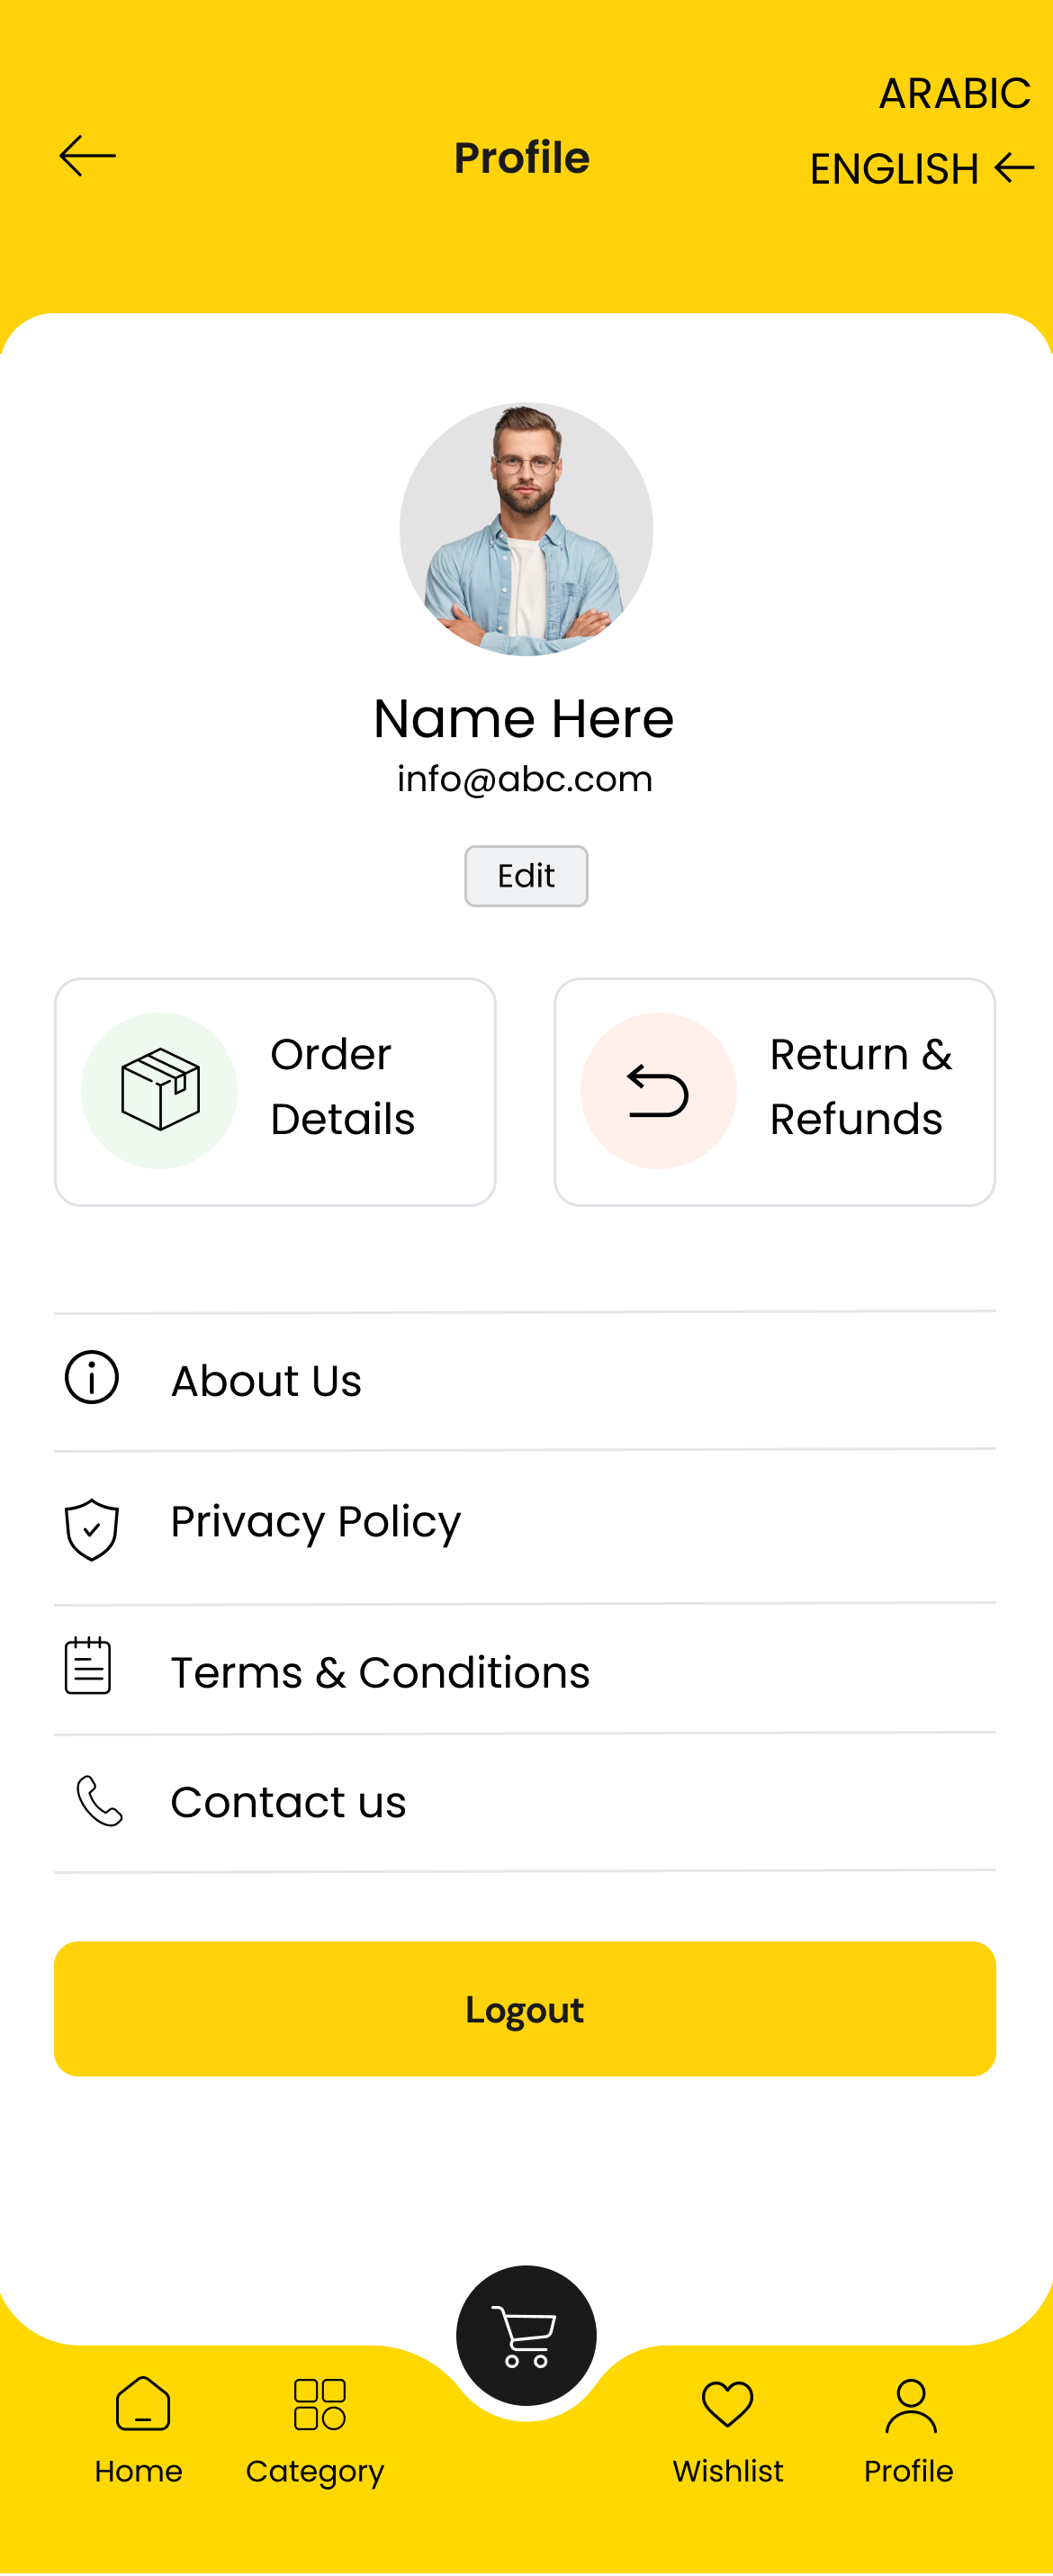 ARABIC
Profile
ENGLISH
Name Here
info@abc.com
Edit
Order
Details
Return &
Refunds
About Us
Privacy Policy
Terms & Conditions
Contact us
Logout
Home
Category
Wishlist
Profile